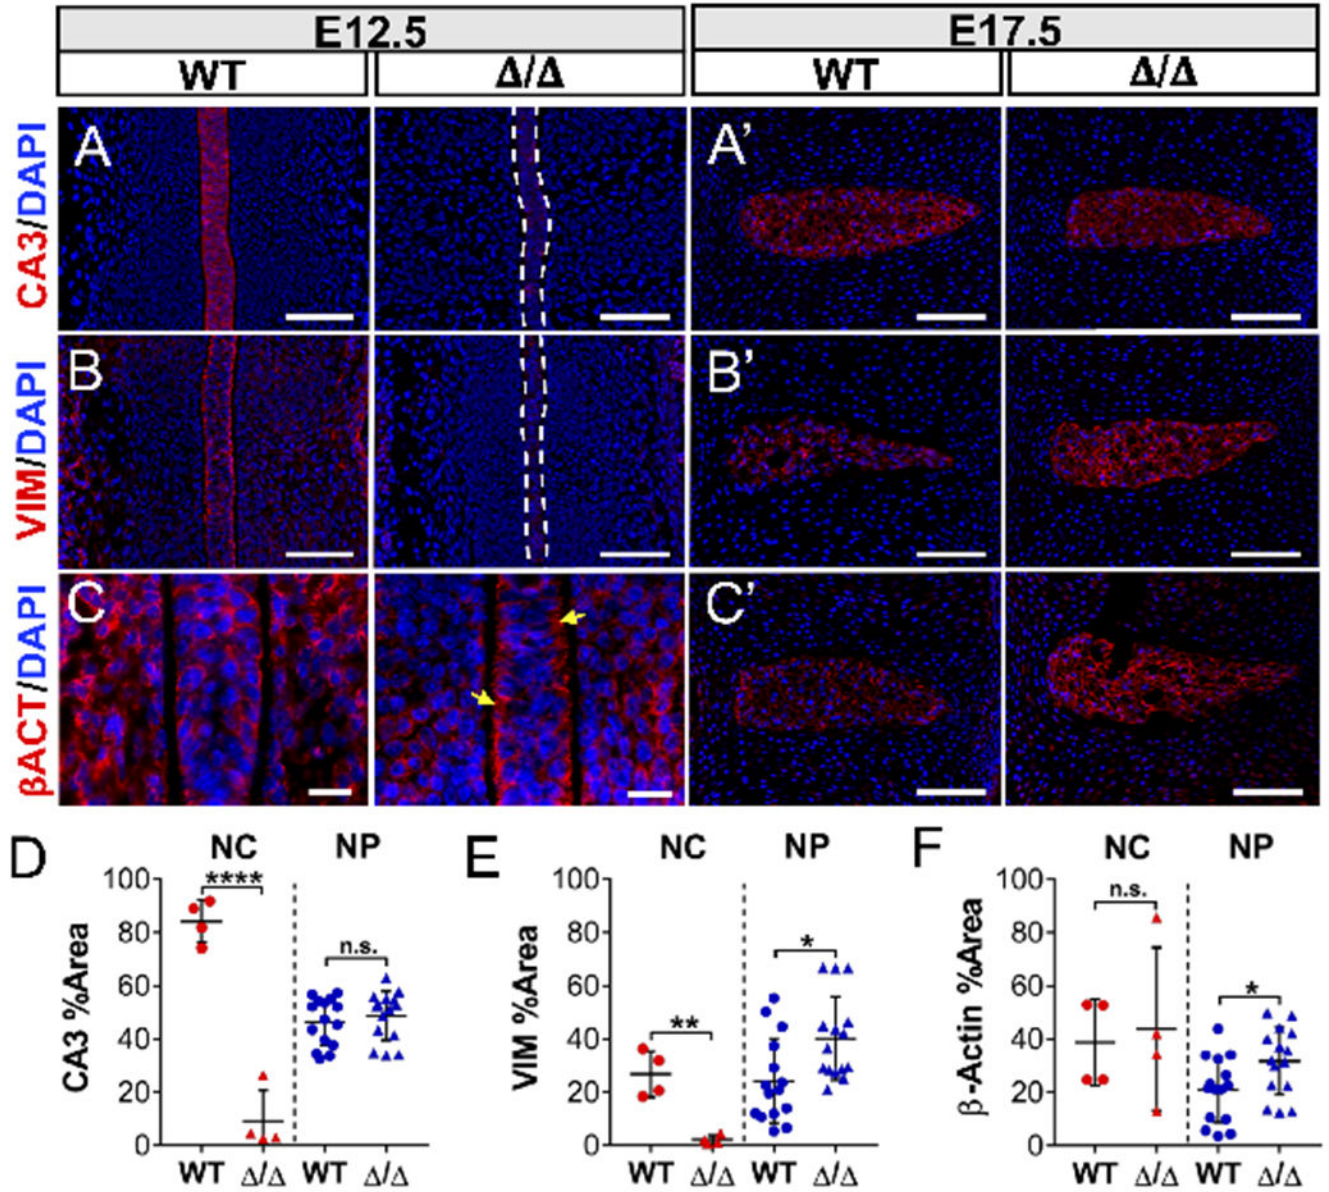 E12.5 E17.5
WT Δ/Δ WT Δ/Δ
CA3/DAPI
A A'
VIM/DAPI
B B'
βACT/DAPI
C C'
D NC NP
CA3 %Area
100
80
60
40
20
0
****
n.s.
WT Δ/Δ WT Δ/Δ
E NC NP
VIM %Area
100
80
60
40
20
0
**
*
WT Δ/Δ WT Δ/Δ
F NC NP
β-Actin %Area
100
80
60
40
20
0
n.s.
*
WT Δ/Δ WT Δ/Δ